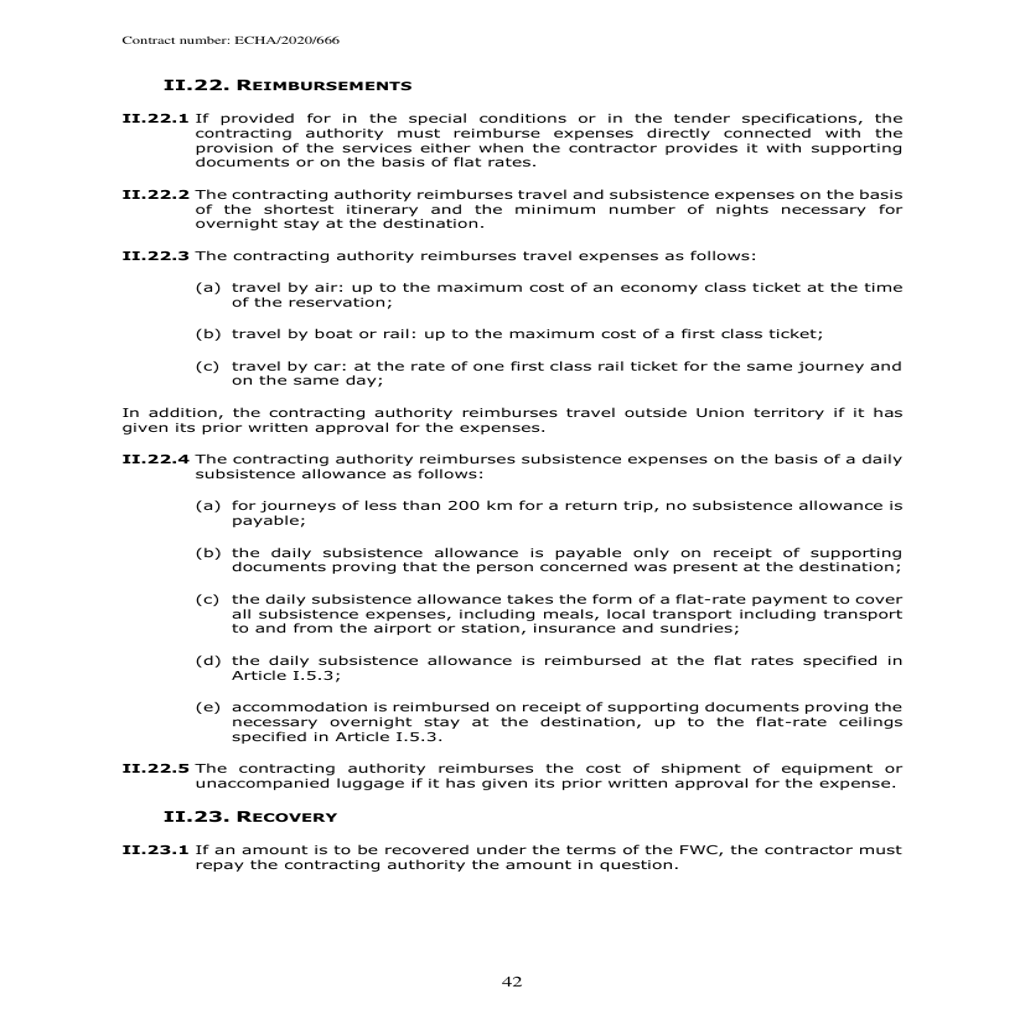 Contract number: ECHA/2020/666
II.22. REIMBURSEMENTS
II.22.1 If provided for in the special conditions or in the tender specifications, the
contracting authority must reimburse expenses directly connected with the
provision of the services either when the contractor provides it with supporting
documents or on the basis of flat rates.
II.22.2 The contracting authority reimburses travel and subsistence expenses on the basis
of the shortest itinerary and the minimum number of nights necessary for
overnight stay at the destination.
II.22.3 The contracting authority reimburses travel expenses as follows:
(a) travel by air: up to the maximum cost of an economy class ticket at the time
of the reservation;
(b) travel by boat or rail: up to the maximum cost of a first class ticket;
(c) travel by car: at the rate of one first class rail ticket for the same journey and
on the same day;
In addition, the contracting authority reimburses travel outside Union territory if it has
given its prior written approval for the expenses.
II.22.4 The contracting authority reimburses subsistence expenses on the basis of a daily
subsistence allowance as follows:
(a) for journeys of less than 200 km for a return trip, no subsistence allowance is
payable;
(b) the daily subsistence allowance is payable only on receipt of supporting
documents proving that the person concerned was present at the destination;
(c) the daily subsistence allowance takes the form of a flat-rate payment to cover
all subsistence expenses, including meals, local transport including transport
to and from the airport or station, insurance and sundries;
(d) the daily subsistence allowance is reimbursed at the flat rates specified in
Article I.5.3;
(e) accommodation is reimbursed on receipt of supporting documents proving the
necessary overnight stay at the destination, up to the flat-rate ceilings
specified in Article I.5.3.
II.22.5 The contracting authority reimburses the cost of shipment of equipment or
unaccompanied luggage if it has given its prior written approval for the expense.
II.23. RECOVERY
II.23.1 If an amount is to be recovered under the terms of the FWC, the contractor must
repay the contracting authority the amount in question.
42